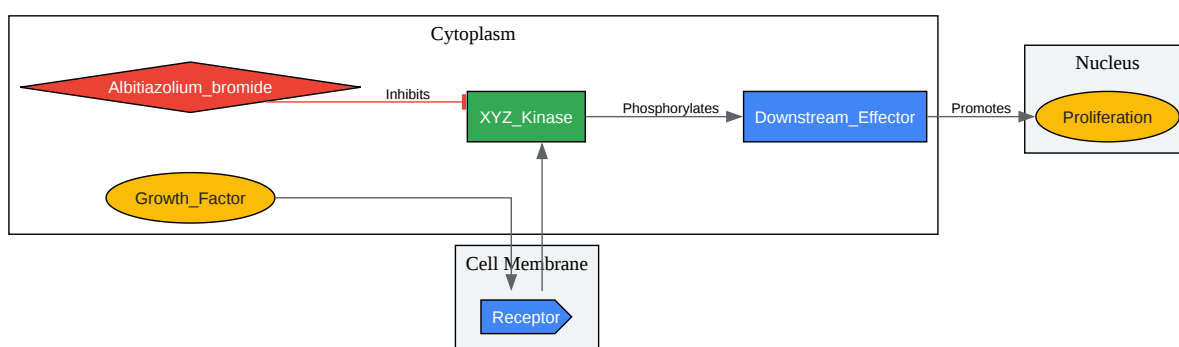 Cytoplasm
Nucleus
Albitiazolium_bromide
Inhibits
XYZ_Kinase
Phosphorylates
Downstream_Effector
Promotes
Proliferation
Growth_Factor
Cell Membrane
Receptor